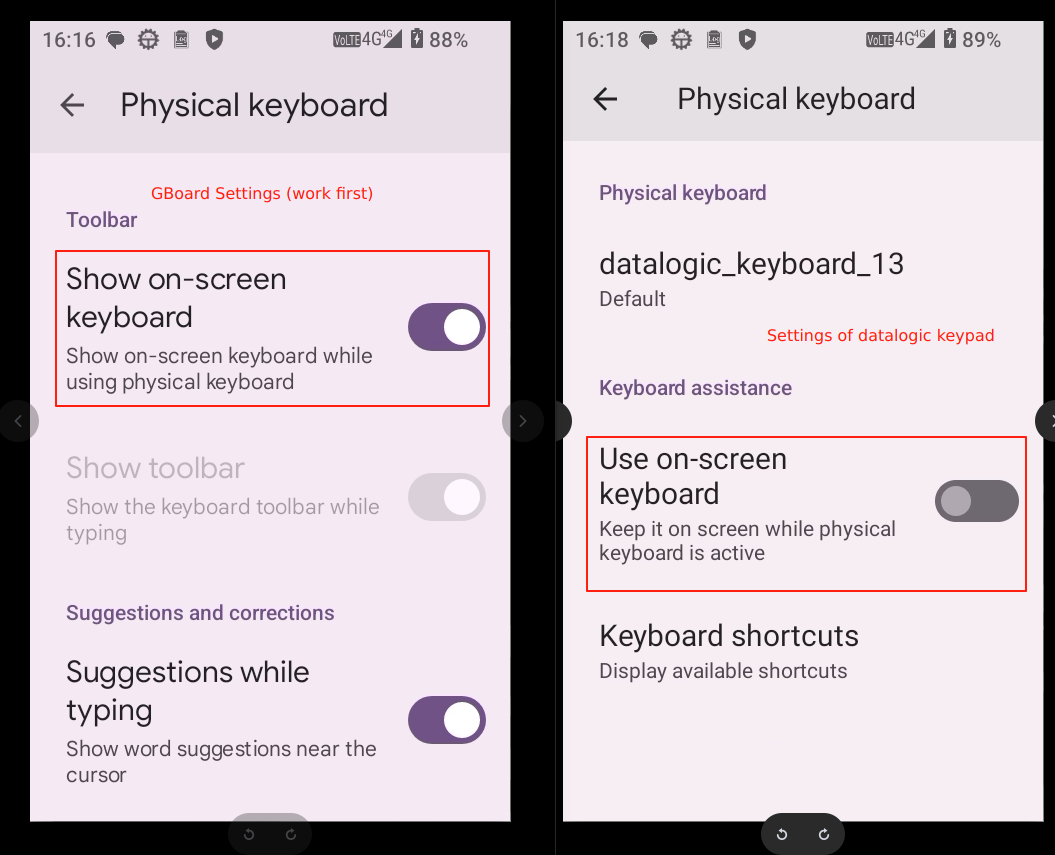 16:16
VoLTE 4G 4G 88%
Physical keyboard
GBoard Settings (work first)
Toolbar
Show on-screen
keyboard
Show on-screen keyboard while
using physical keyboard
Show toolbar
Show the keyboard toolbar while
typing
Suggestions and corrections
Suggestions while
typing
Show word suggestions near the
cursor
16:18
VoLTE 4G 4G 89%
Physical keyboard
Physical keyboard
datalogic_keyboard_13
Default
Settings of datalogic keypad
Keyboard assistance
Use on-screen
keyboard
Keep it on screen while physical
keyboard is active
Keyboard shortcuts
Display available shortcuts